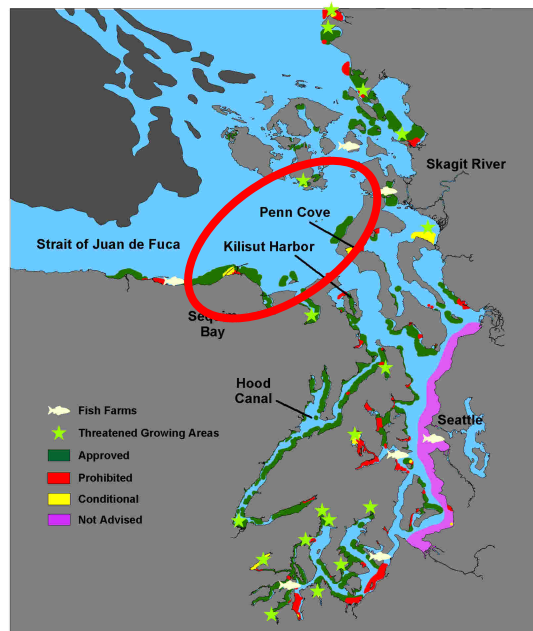 Skagit River
Penn Cove
Strait of Juan de Fuca
Kilisut Harbor
Sequim
Bay
Hood
Canal
Seattle
Fish Farms
Threatened Growing Areas
Approved
Prohibited
Conditional
Not Advised